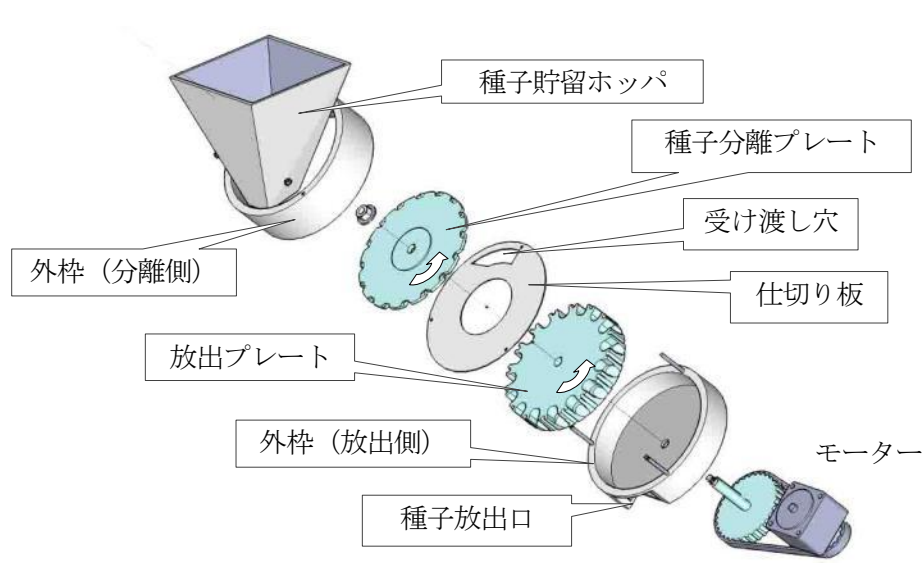 種子貯留ホッパ
種子分離プレート
受け渡し穴
外枠（分離側）
仕切り板
放出プレート
外枠（放出側）
モーター
種子放出口